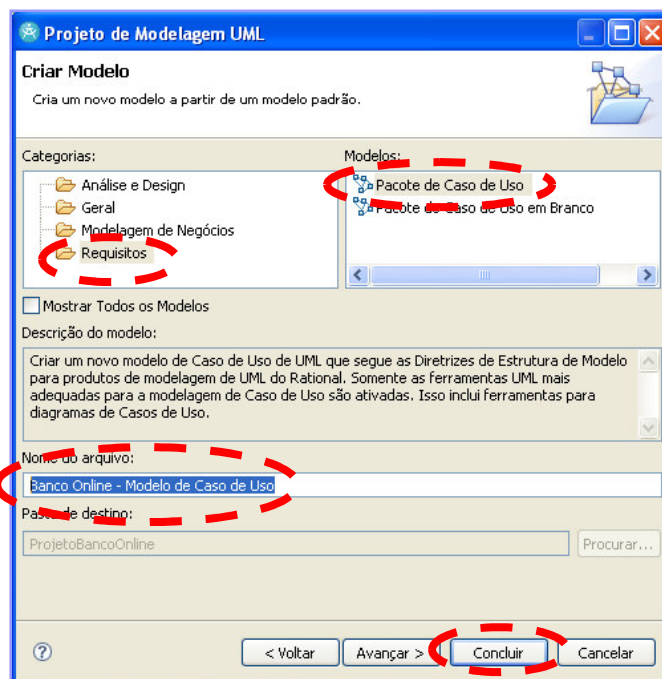 Projeto de Modelagem UML
Criar Modelo
Cria um novo modelo a partir de um modelo padrão.
Categorias:
Análise e Design
Geral
Modelagem de Negócios
Requisitos
Modelos:
Pacote de Caso de Uso
Pacote de Caso de Uso em Branco
Mostrar Todos os Modelos
Descrição do modelo:
Criar um novo modelo de Caso de Uso de UML que segue as Diretrizes de Estrutura de Modelo
para produtos de modelagem de UML do Rational. Somente as ferramentas UML mais
adequadas para a modelagem de Caso de Uso são ativadas. Isso inclui ferramentas para
diagramas de Casos de Uso.
Nome do arquivo:
Banco Online - Modelo de Caso de Uso
Pasta de destino:
ProjetoBancoOnline
Procurar...
< Voltar
Avançar >
Concluir
Cancelar